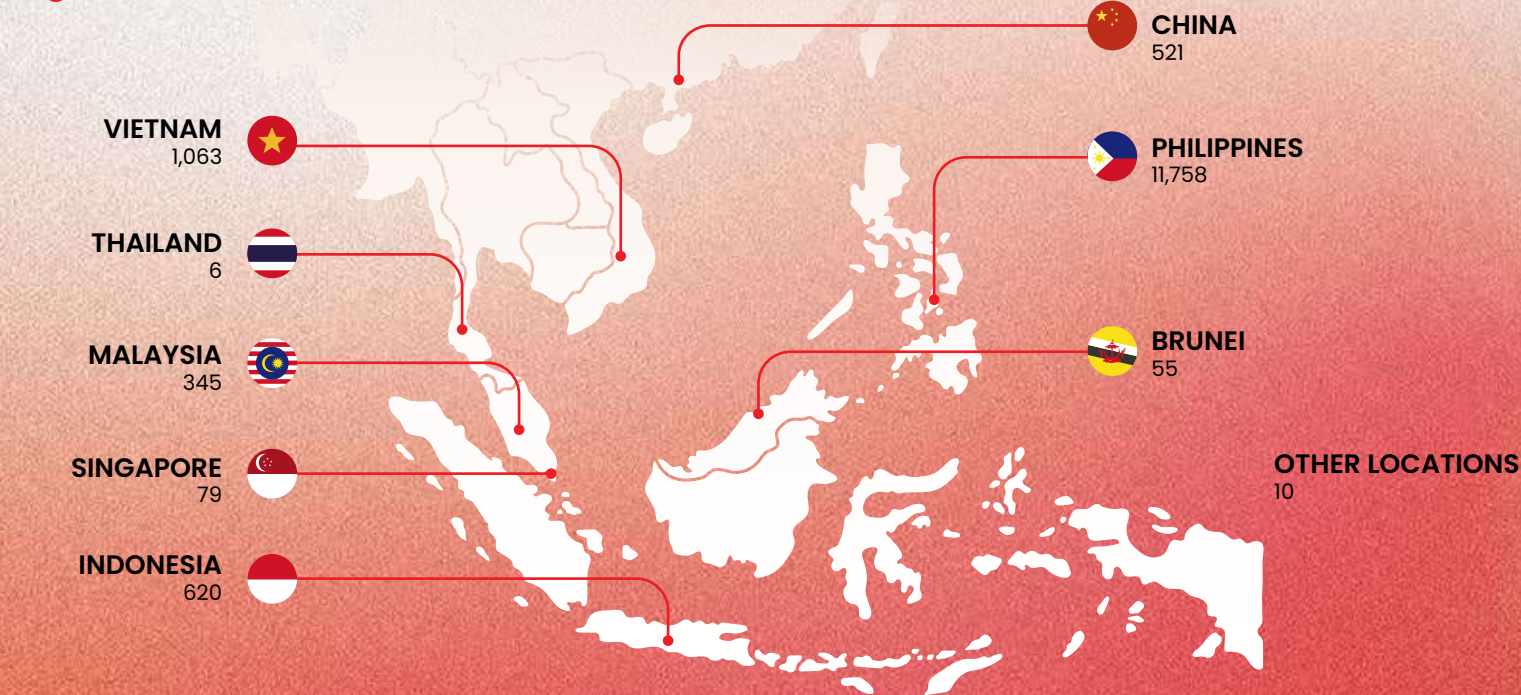 CHINA
521
VIETNAM
1,063
PHILIPPINES
11,758
THAILAND
6
MALAYSIA
345
BRUNEI
55
SINGAPORE
79
OTHER LOCATIONS
10
INDONESIA
620